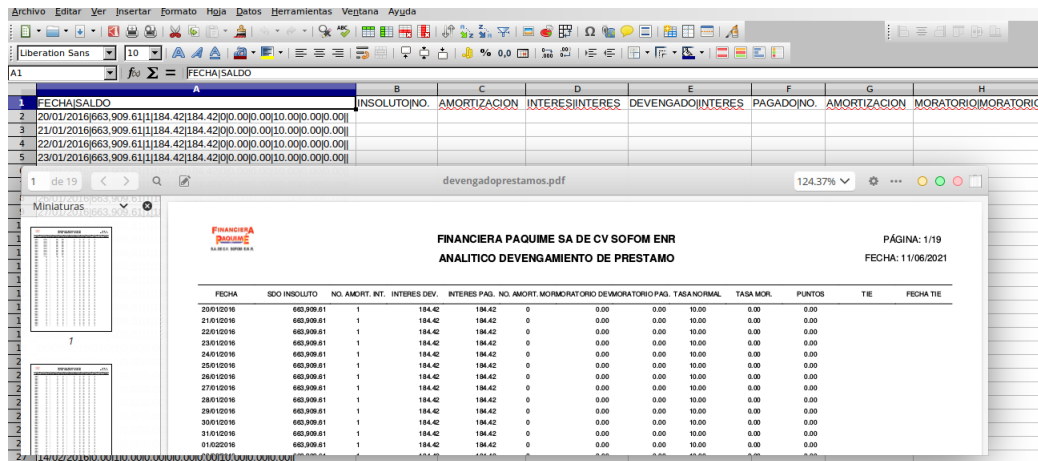 Archivo Editar Ver Insertar Formato Hoja Datos Herramientas Ventana Ayuda
Liberation Sans 10 % 0,0
A1 f(x) Σ = FECHA|SALDO
A B C D E F G H
1 FECHA|SALDO INSOLUTO|NO. AMORTIZACION INTERES|INTERES DEVENGADO|INTERES PAGADO|NO. AMORTIZACION MORATORIO|MORATORIO
2 20/01/2016|663,909.61|1|184.42|184.42|0|0.00|0.00|10.00|0.00|0.00||
3 21/01/2016|663,909.61|1|184.42|184.42|0|0.00|0.00|10.00|0.00|0.00||
4 22/01/2016|663,909.61|1|184.42|184.42|0|0.00|0.00|10.00|0.00|0.00||
5 23/01/2016|663,909.61|1|184.42|184.42|0|0.00|0.00|10.00|0.00|0.00||
1 de 19 devengadoprestamos.pdf 124.37%
Miniaturas
1
FINANCIERA
PAQUIMÉ
FINANCIERA PAQUIME SA DE CV SOFOM ENR PÁGINA: 1/19
ANALITICO DEVENGAMIENTO DE PRESTAMO FECHA: 11/06/2021
FECHA SDO INSOLUTO NO. AMORT. INT. INTERES DEV. INTERES PAG. NO. AMORT. MORMORATORIO DEVMORATORIO PAG. TASA NORMAL TASA MOR. PUNTOS TIE FECHA TIE
20/01/2016 663,909.61 1 184.42 184.42 0 0.00 0.00 10.00 0.00 0.00
21/01/2016 663,909.61 1 184.42 184.42 0 0.00 0.00 10.00 0.00 0.00
22/01/2016 663,909.61 1 184.42 184.42 0 0.00 0.00 10.00 0.00 0.00
23/01/2016 663,909.61 1 184.42 184.42 0 0.00 0.00 10.00 0.00 0.00
24/01/2016 663,909.61 1 184.42 184.42 0 0.00 0.00 10.00 0.00 0.00
25/01/2016 663,909.61 1 184.42 184.42 0 0.00 0.00 10.00 0.00 0.00
26/01/2016 663,909.61 1 184.42 184.42 0 0.00 0.00 10.00 0.00 0.00
27/01/2016 663,909.61 1 184.42 184.42 0 0.00 0.00 10.00 0.00 0.00
28/01/2016 663,909.61 1 184.42 184.42 0 0.00 0.00 10.00 0.00 0.00
29/01/2016 663,909.61 1 184.42 184.42 0 0.00 0.00 10.00 0.00 0.00
30/01/2016 663,909.61 1 184.42 184.42 0 0.00 0.00 10.00 0.00 0.00
31/01/2016 663,909.61 1 184.42 184.42 0 0.00 0.00 10.00 0.00 0.00
01/02/2016 663,909.61 1 184.42 184.42 0 0.00 0.00 10.00 0.00 0.00